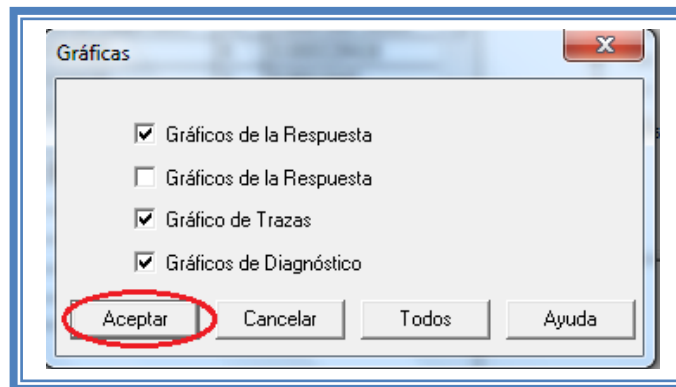 Gráficas
Gráficos de la Respuesta
Gráficos de la Respuesta
Gráfico de Trazas
Gráficos de Diagnóstico
Aceptar Cancelar Todos Ayuda